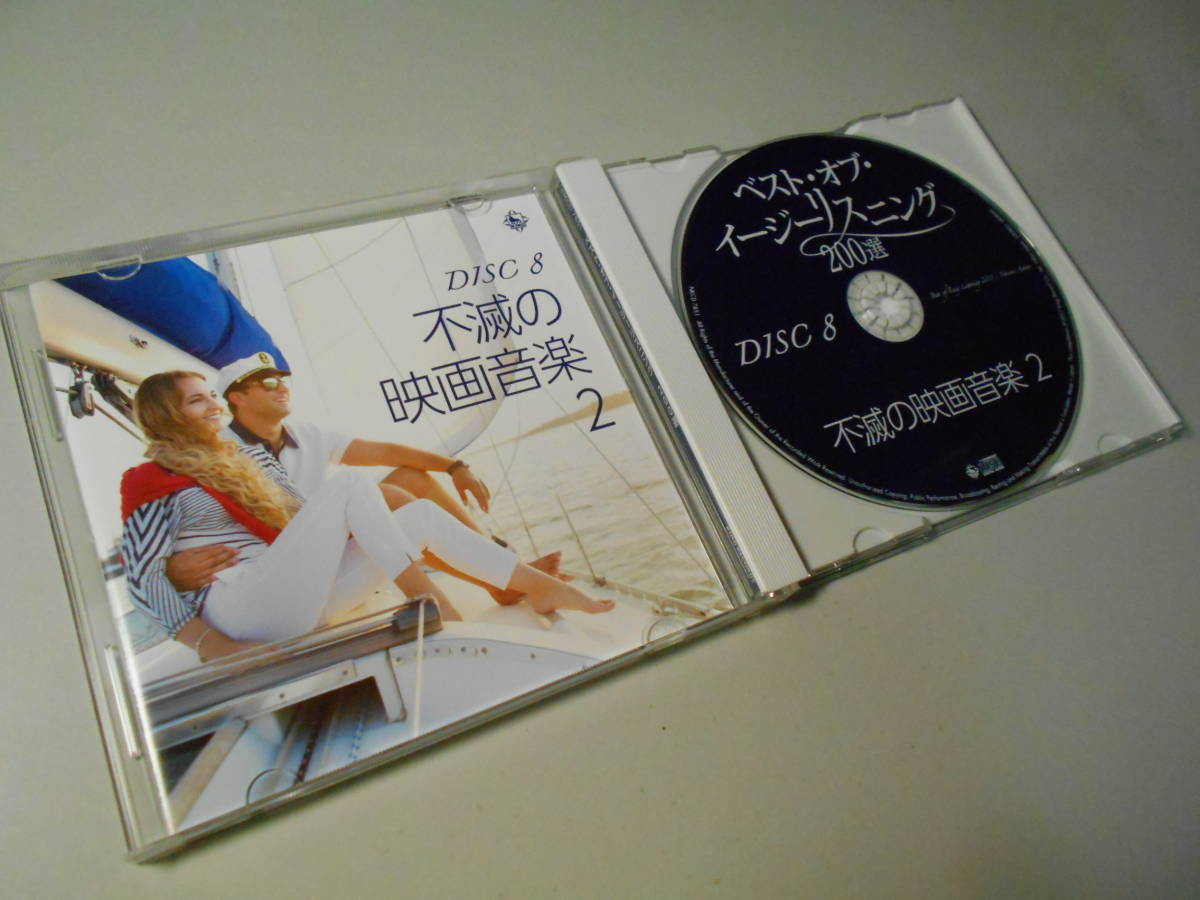 DISC 8
不滅の
映画音楽
2
ベスト・オブ・
イージーリスニング
200選
DISC 8
不滅の映画音楽 2